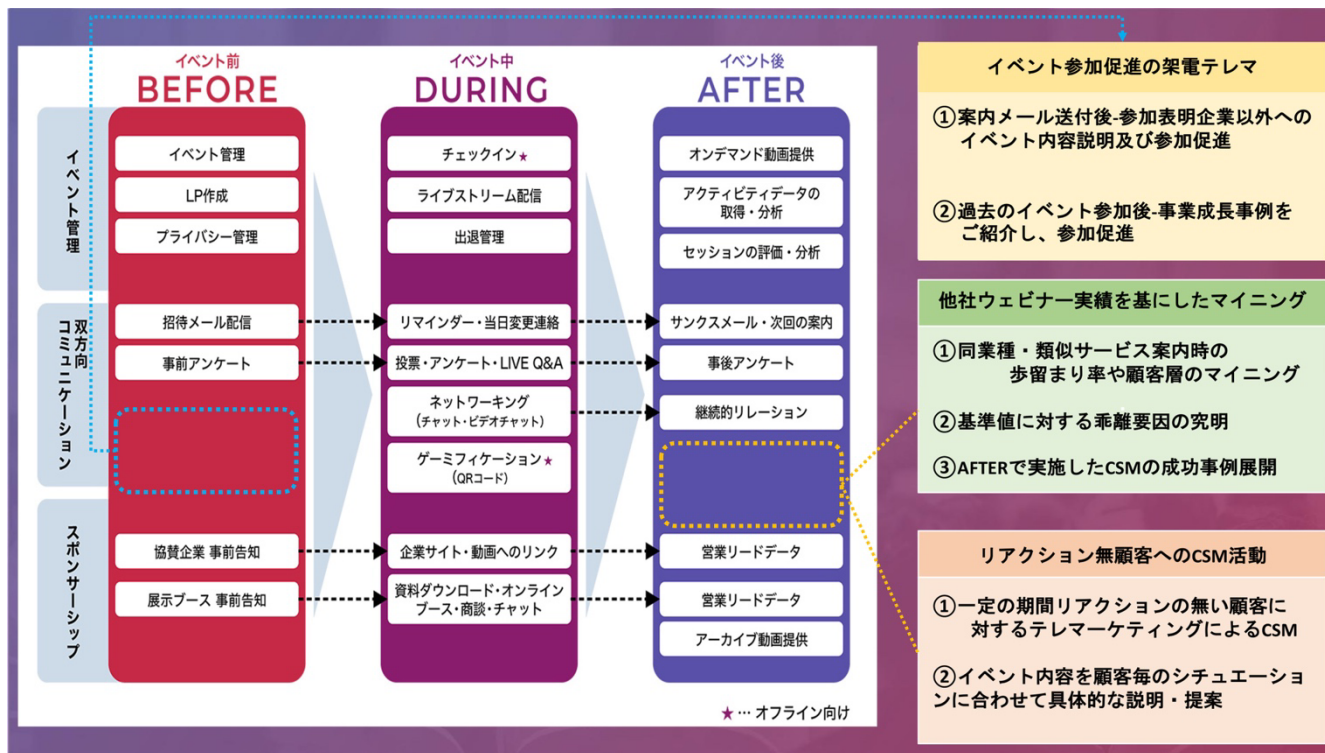 イベント前
BEFORE
イベント中
DURING
イベント後
AFTER
イベント管理
イベント管理
LP作成
プライバシー管理
チェックイン★
ライブストリーム配信
出退管理
オンデマンド動画提供
アクティビティデータの
取得・分析
セッションの評価・分析
双方向
コミュニケーション
招待メール配信
事前アンケート
リマインダー・当日変更連絡
投票・アンケート・LIVE Q&A
ネットワーキング
(チャット・ビデオチャット)
ゲーミフィケーション★
(QRコード)
サンクスメール・次回の案内
事後アンケート
継続的リレーション
スポンサーシップ
協賛企業 事前告知
展示ブース 事前告知
企業サイト・動画へのリンク
資料ダウンロード・オンライン
ブース・商談・チャット
営業リードデータ
営業リードデータ
アーカイブ動画提供
★… オフライン向け
イベント参加促進の架電テレマ
①案内メール送付後-参加表明企業以外への
イベント内容説明及び参加促進
②過去のイベント参加後-事業成長事例を
ご紹介し、参加促進
他社ウェビナー実績を基にしたマイニング
①同業種・類似サービス案内時の
歩留まり率や顧客層のマイニング
②基準値に対する乖離要因の究明
③AFTERで実施したCSMの成功事例展開
リアクション無顧客へのCSM活動
①一定の期間リアクションの無い顧客に
対するテレマーケティングによるCSM
②イベント内容を顧客毎のシチュエーション
に合わせて具体的な説明・提案